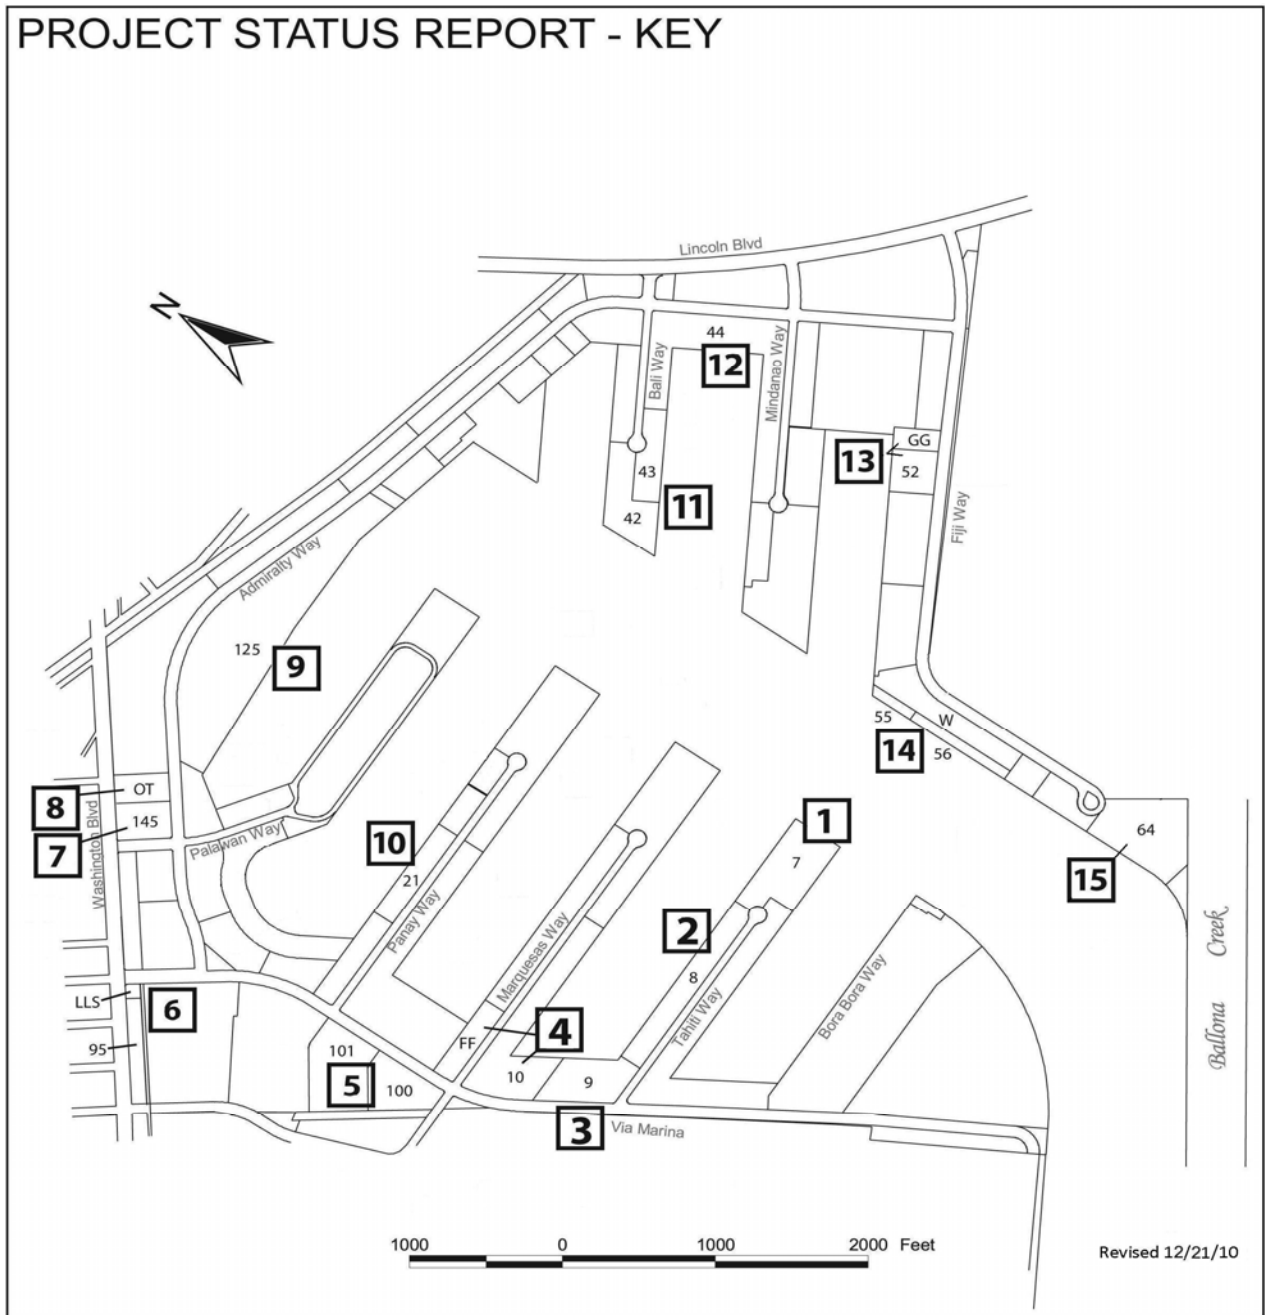 PROJECT STATUS REPORT - KEY
Lincoln Blvd
N
44
12
Bali Way
Mindanao Way
13
GG
52
43
11
42
Fiji Way
Admiralty Way
125
9
55
W
14
56
8
OT
7
145
Washington Blvd
Palawan Way
10
21
Panay Way
1
7
64
15
2
8
Marquesas Way
Tahiti Way
Bora Bora Way
Ballona Creek
LLS
6
95
4
FF
101
5
100
10
9
3
Via Marina
1000 0 1000 2000 Feet
Revised 12/21/10